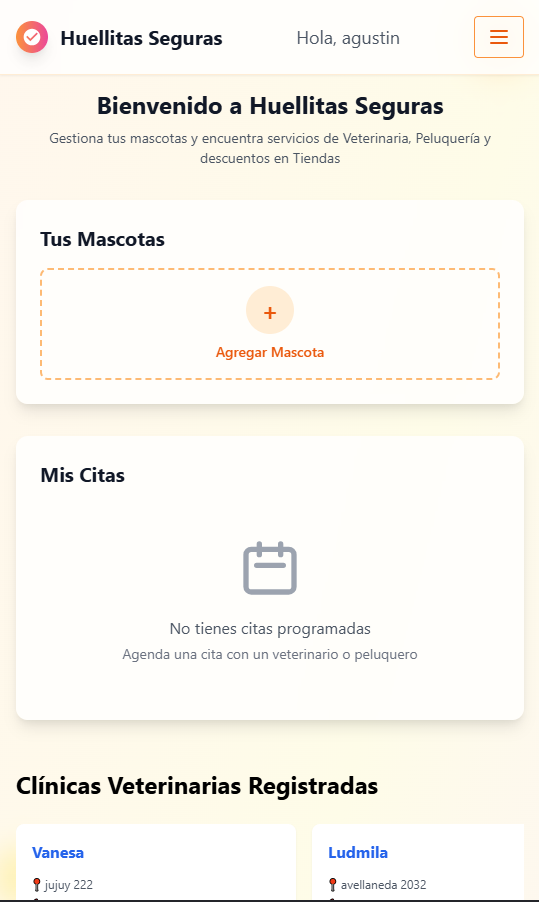 Huellitas Seguras
Hola, agustin
Bienvenido a Huellitas Seguras
Gestiona tus mascotas y encuentra servicios de Veterinaria, Peluquería y
descuentos en Tiendas
Tus Mascotas
+
Agregar Mascota
Mis Citas
No tienes citas programadas
Agenda una cita con un veterinario o peluquero
Clínicas Veterinarias Registradas
Vanesa
jujuy 222
Ludmila
avellaneda 2032